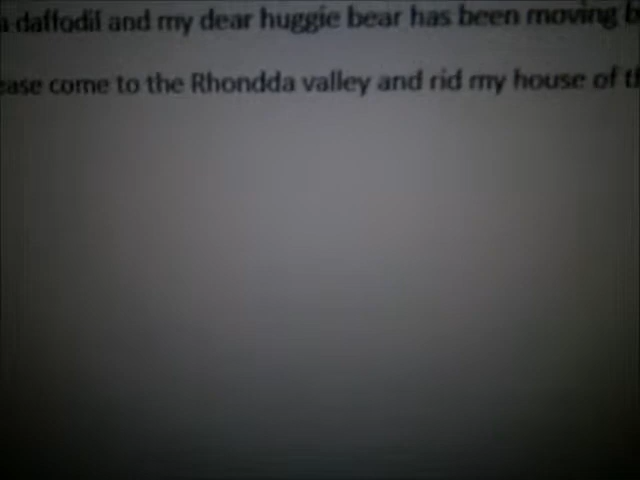 a daffodil and my dear huggie bear has been moving
ease come to the Rhondda valley and rid my house of